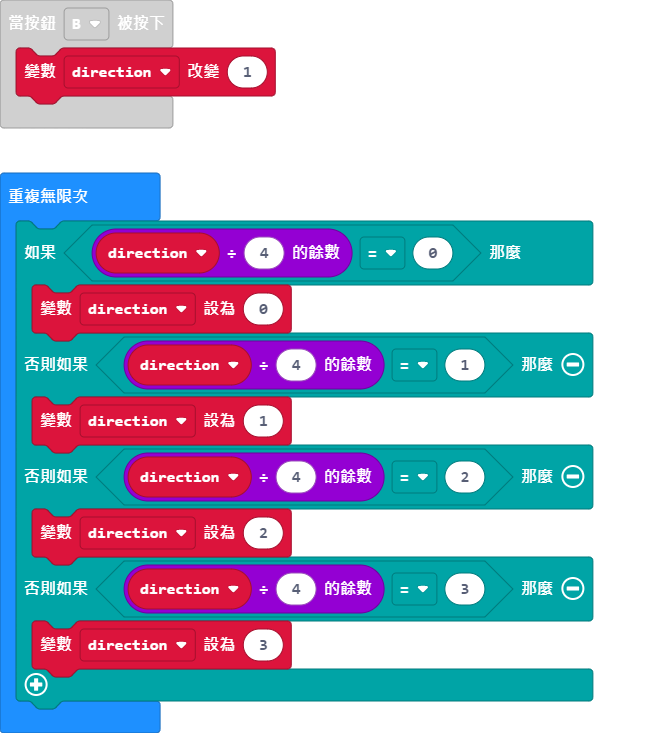 當按鈕 B 被按下
變數 direction 改變 1
重複無限次
如果 direction ÷ 4 的餘數 = 0 那麼
變數 direction 設為 0
否則如果 direction ÷ 4 的餘數 = 1 那麼
變數 direction 設為 1
否則如果 direction ÷ 4 的餘數 = 2 那麼
變數 direction 設為 2
否則如果 direction ÷ 4 的餘數 = 3 那麼
變數 direction 設為 3